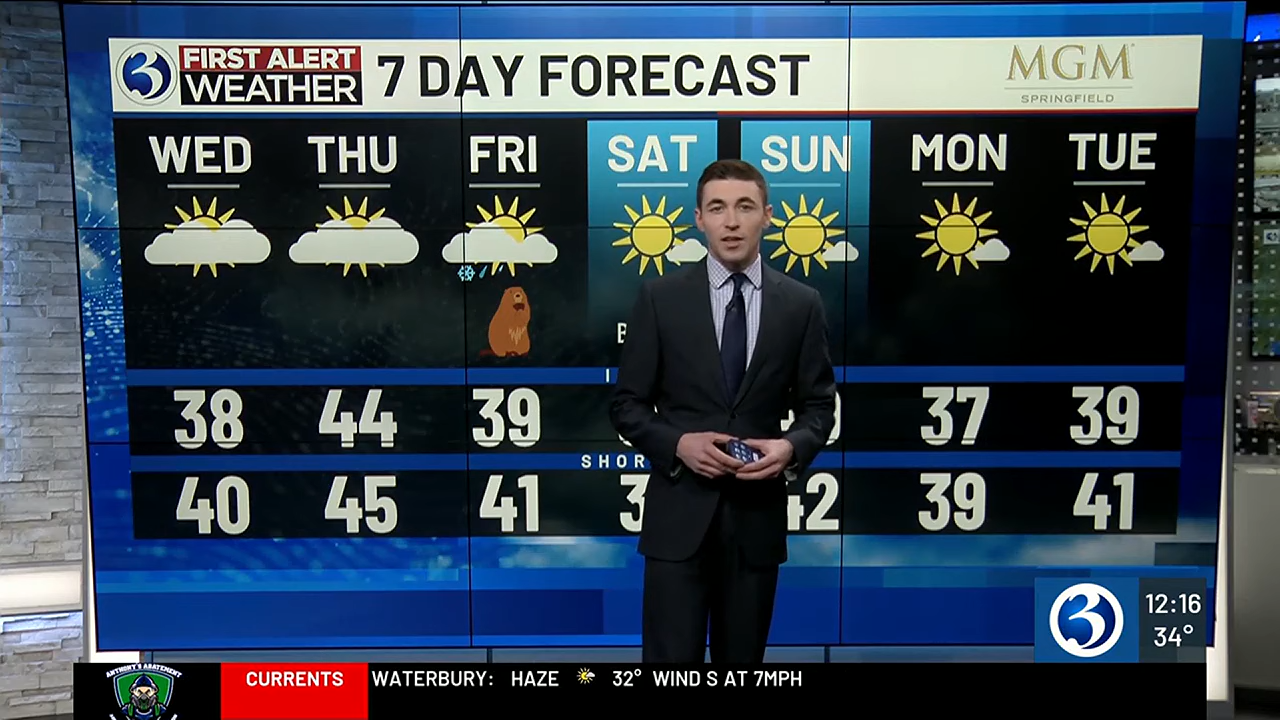 3 FIRST ALERT
WEATHER
7 DAY FORECAST
MGM
SPRINGFIELD
WED THU FRI SAT SUN MON TUE
38 44 39 37 39
SHOR
40 45 41 42 39 41
3 12:16
34°
ANTHONY'S ABATEMENT
CURRENTS WATERBURY: HAZE 32° WIND S AT 7MPH